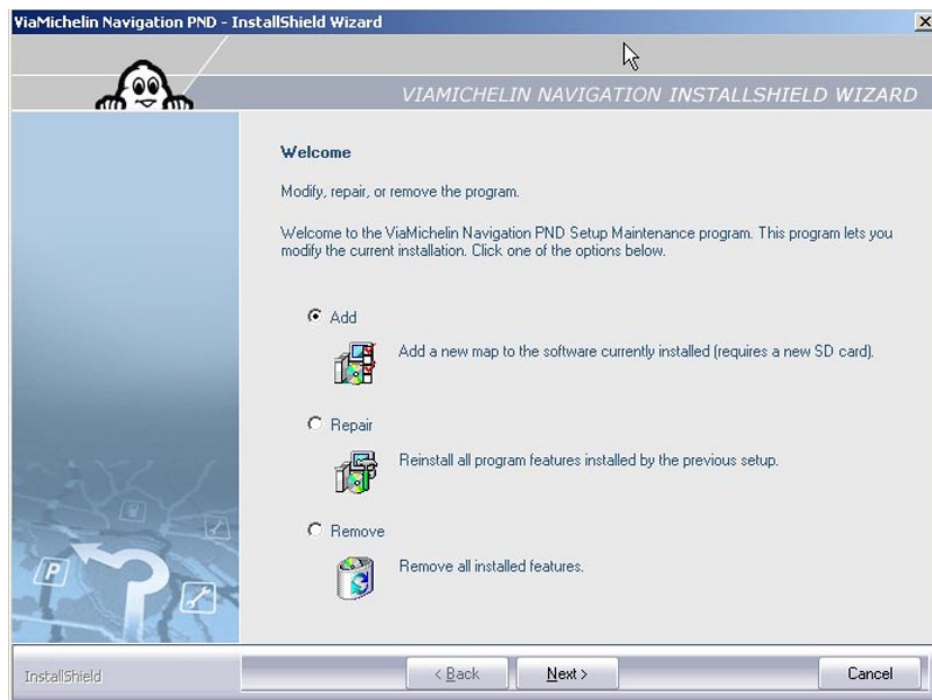 ViaMichelin Navigation PND - InstallShield Wizard
VIAMICHELIN NAVIGATION INSTALLSHIELD WIZARD
Welcome
Modify, repair, or remove the program.
Welcome to the ViaMichelin Navigation PND Setup Maintenance program. This program lets you
modify the current installation. Click one of the options below.
Add
Add a new map to the software currently installed (requires a new SD card).
Repair
Reinstall all program features installed by the previous setup.
Remove
Remove all installed features.
P
InstallShield
< Back
Next >
Cancel